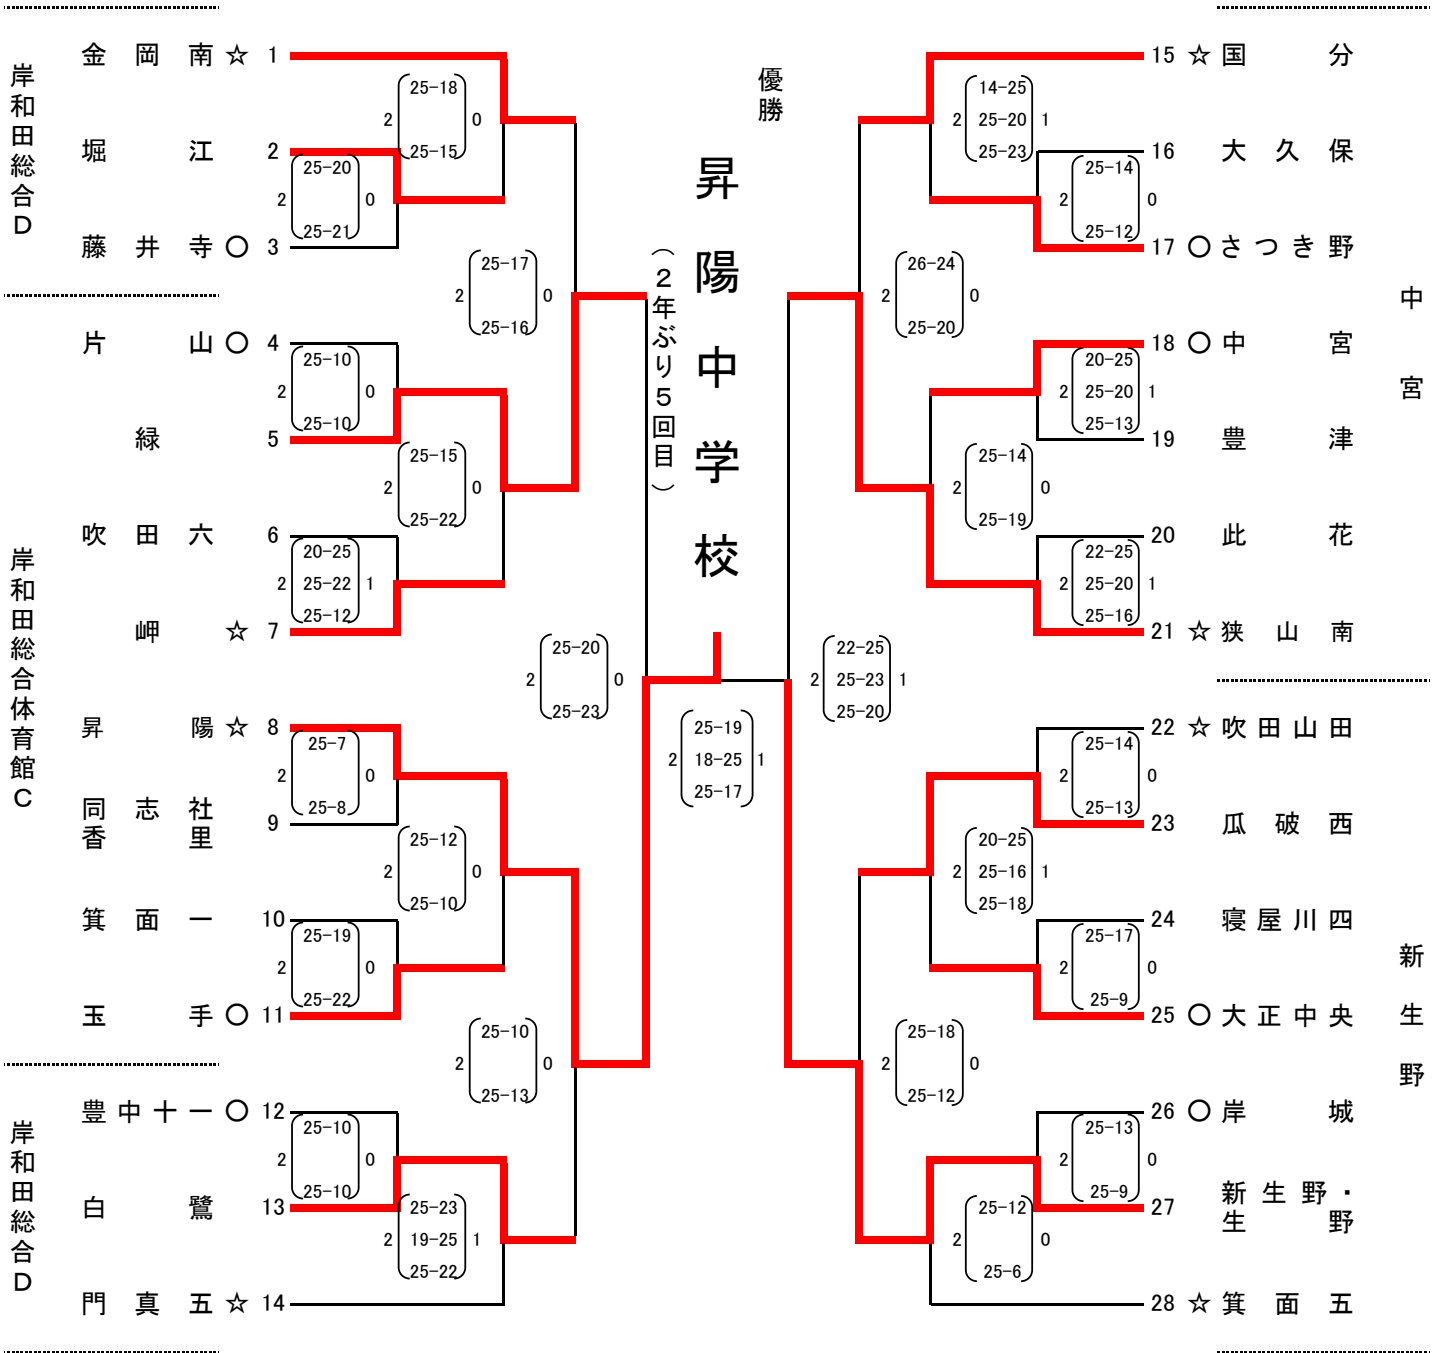 岸和田総合D
金岡南 ☆ 1
堀江 2
藤井寺 ○ 3
25-18
2 0
25-15
25-20
2 0
25-21
25-17
2 0
25-16
岸和田総合体育館C
片山 ○ 4
緑 5
吹田六 6
岬 ☆ 7
25-10
2 0
25-10
25-15
2 0
25-22
20-25
2 25-22 1
25-12
昇陽 ☆ 8
同志社
香里 9
箕面一 10
玉手 ○ 11
25-7
2 0
25-8
25-12
2 0
25-10
25-19
2 0
25-22
25-10
2 0
25-13
岸和田総合D
豊中十一 ○ 12
白鷺 13
門真五 ☆ 14
25-10
2 0
25-10
25-23
2 19-25 1
25-22
25-20
2 0
25-23
優勝
昇陽中学校
（２年ぶり５回目）
25-19
2 18-25 1
25-17
22-25
2 25-23 1
25-20
15 ☆ 国分
16 大久保
17 ○ さつき野
14-25
2 25-20 1
25-23
25-14
2 0
25-12
26-24
2 0
25-20
中宮
18 ○ 中宮
19 豊津
20 此花
21 ☆ 狭山南
20-25
2 25-20 1
25-13
25-14
2 0
25-19
22-25
2 25-20 1
25-16
22 ☆ 吹田山田
23 瓜破西
24 寝屋川四
25 ○ 大正中央
25-14
2 0
25-13
20-25
2 25-16 1
25-18
25-17
2 0
25-9
新生野
25-18
2 0
25-12
26 ○ 岸城
27 新生野・
生野
28 ☆ 箕面五
25-13
2 0
25-9
25-12
2 0
25-6